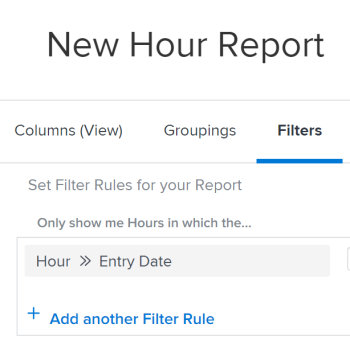 New Hour Report
Columns (View) Groupings Filters
Set Filter Rules for your Report
Only show me Hours in which the...
Hour » Entry Date
+ Add another Filter Rule